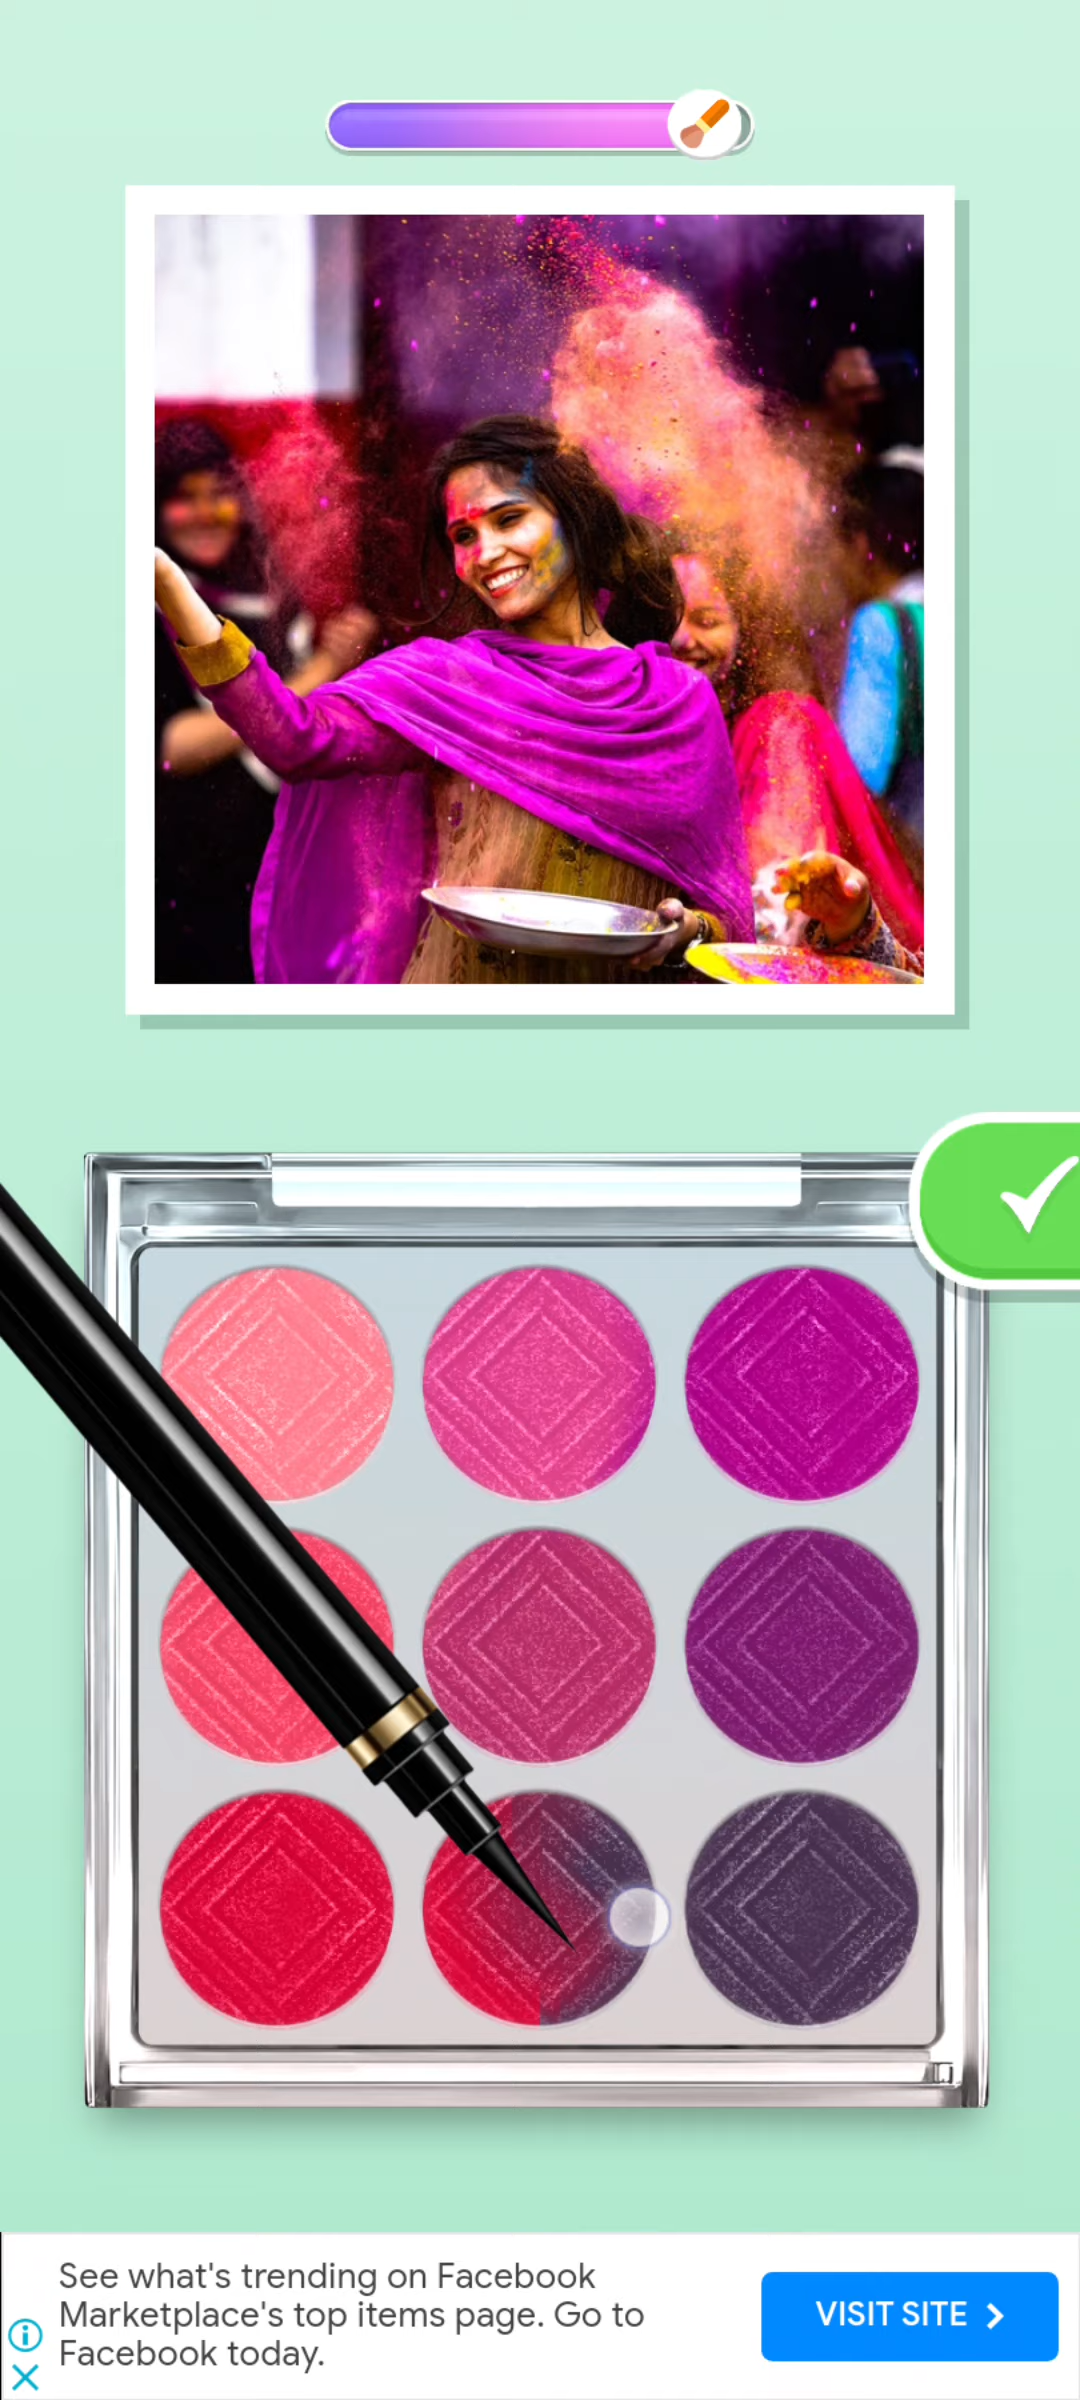 See what's trending on Facebook
Marketplace's top items page. Go to
Facebook today.
VISIT SITE